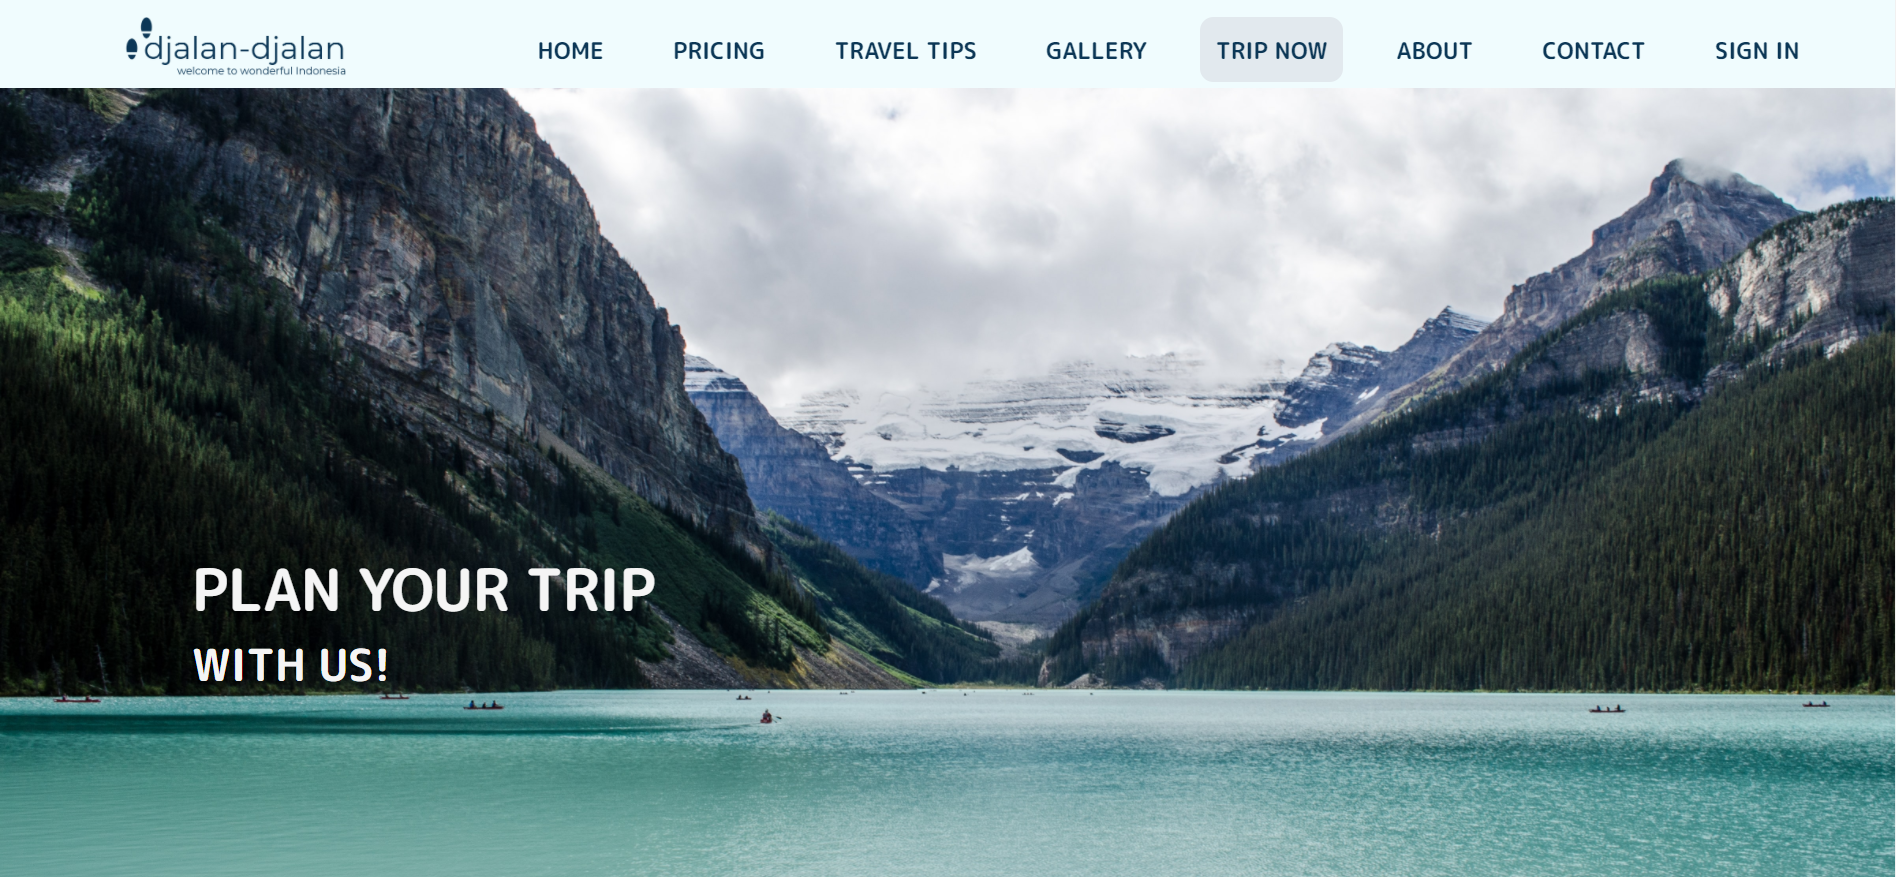 djalan-djalan
welcome to wonderful Indonesia
HOME PRICING TRAVEL TIPS GALLERY TRIP NOW ABOUT CONTACT SIGN IN
PLAN YOUR TRIP
WITH US!